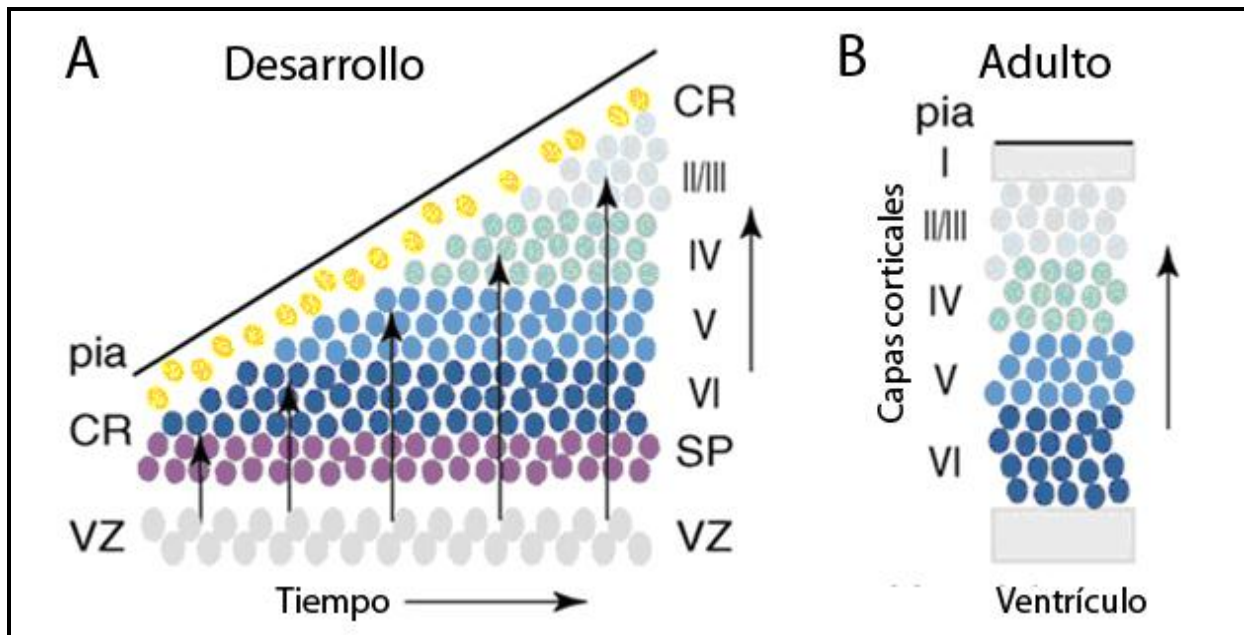 A
Desarrollo
CR
II/III
IV
V
VI
SP
VZ
pia
CR
VZ
Tiempo
B
Adulto
pia
I
II/III
IV
V
VI
Capas corticales
Ventrículo